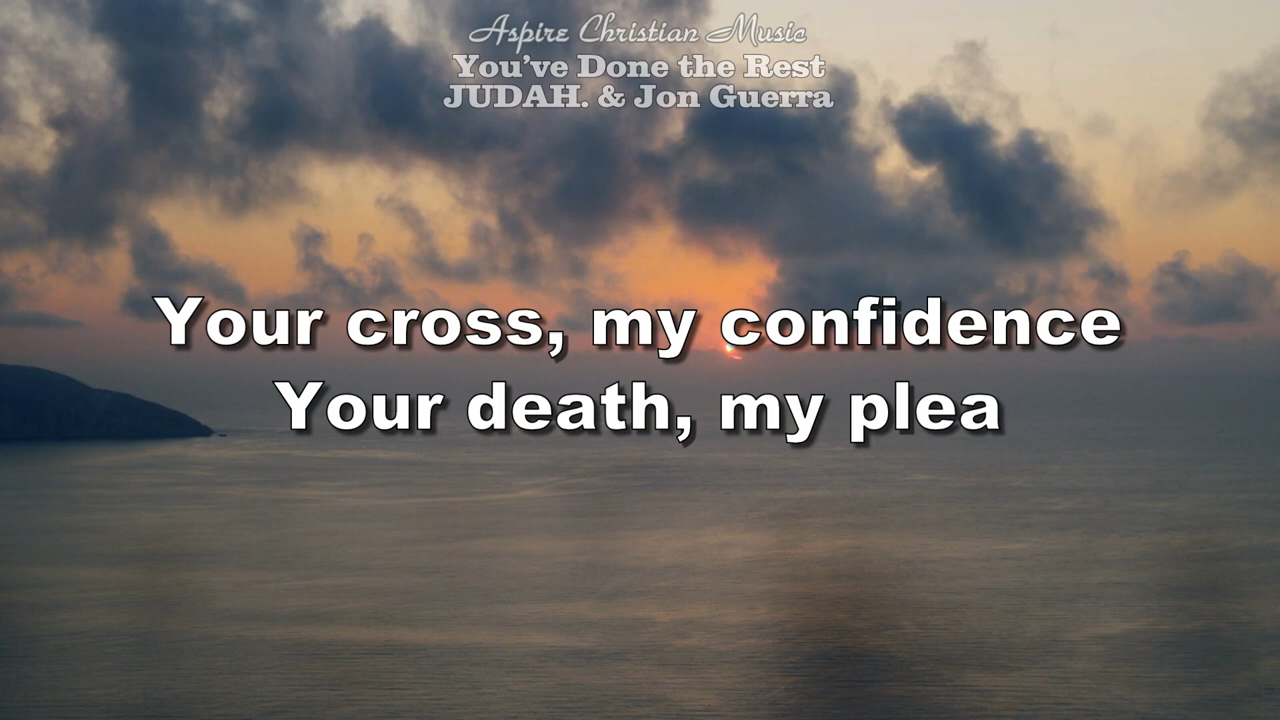 Aspire Christian Music
You've Done the Rest
JUDAH. & Jon Guerra
Your cross, my confidence
Your death, my plea